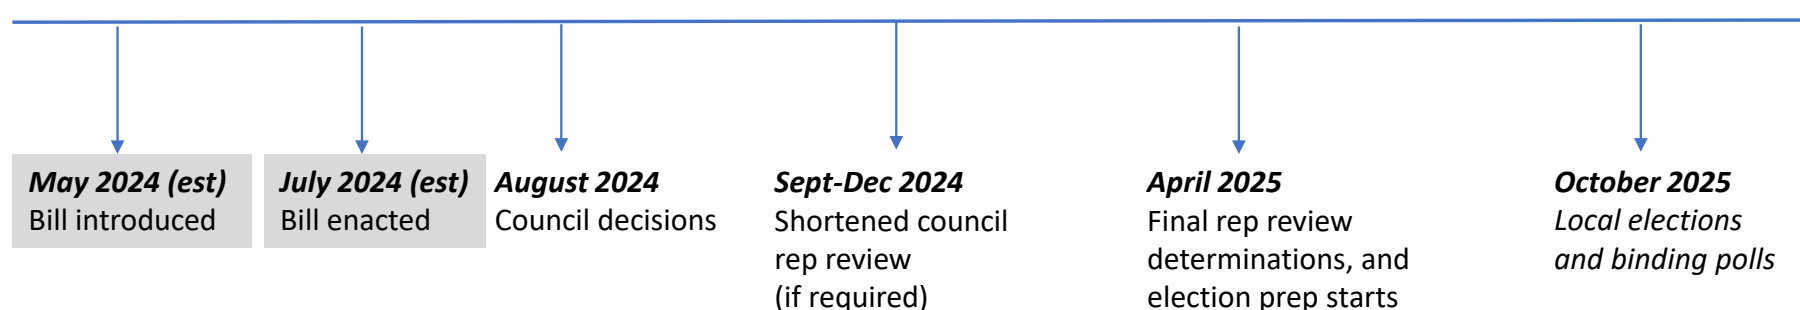 May 2024 (est)
Bill introduced
July 2024 (est)
Bill enacted
August 2024
Council decisions
Sept-Dec 2024
Shortened council
rep review
(if required)
April 2025
Final rep review
determinations, and
election prep starts
October 2025
Local elections
and binding polls